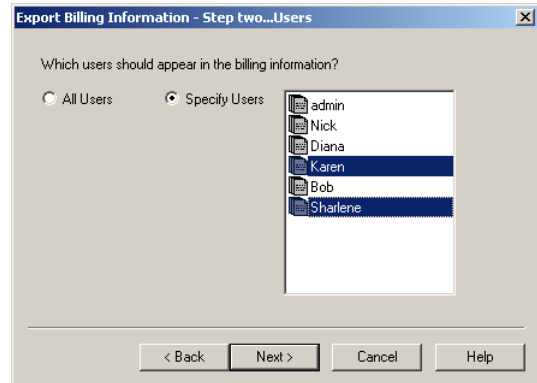 Export Billing Information - Step two...Users
Which users should appear in the billing information?
All Users
Specify Users
admin
Nick
Diana
Karen
Bob
Sharlene
< Back
Next >
Cancel
Help